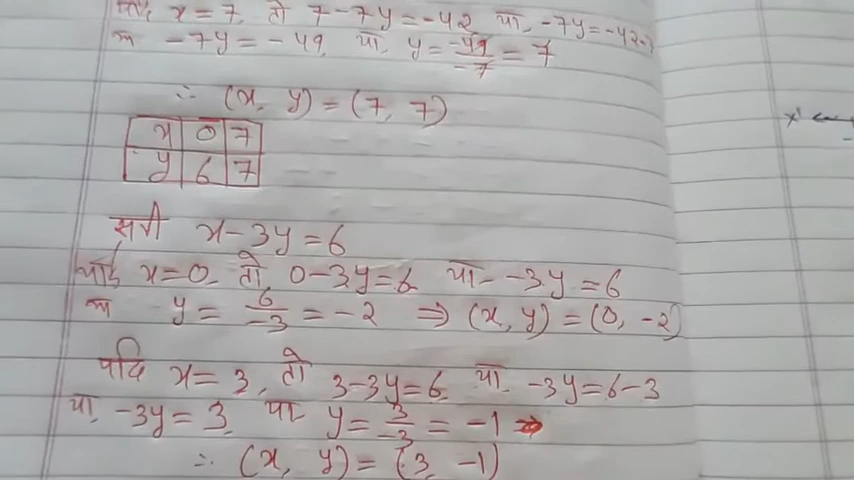 यदि x = 7, तो 7 - 7y = -42 या, -7y = -42-7
या -7y = -49, या, y = -49/-7 = 7
∴ (x, y) = (7, 7)
x 0 7
y 6 7
x - 3y = 6
यदि x = 0, तो 0 - 3y = 6, या -3y = 6
या y = 6/-3 = -2 ⇒ (x, y) = (0, -2)
यदि x = 3, तो 3 - 3y = 6, या, -3y = 6 - 3
या, -3y = 3, या y = 3/-3 = -1
∴ (x, y) = (3, -1)
x'